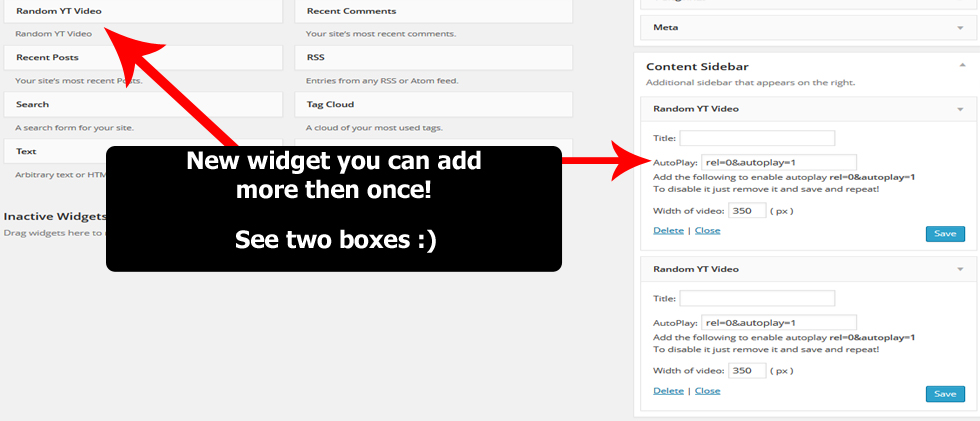 Random YT Video
Random YT Video
Recent Posts
Your site's most recent Posts.
Search
A search form for your site.
Text
Arbitrary text or HTM
Inactive Widgets
Drag widgets here to
Recent Comments
Your site's most recent comments.
RSS
Entries from any RSS or Atom feed.
Tag Cloud
A cloud of your most used tags.
New widget you can add
more then once!
See two boxes :)
Meta
Content Sidebar
Additional sidebar that appears on the right.
Random YT Video
Title:
AutoPlay: rel=0&autoplay=1
Add the following to enable autoplay rel=0&autoplay=1
To disable it just remove it and save and repeat!
Width of video: 350 ( px )
Delete | Close
Save
Random YT Video
Title:
AutoPlay: rel=0&autoplay=1
Add the following to enable autoplay rel=0&autoplay=1
To disable it just remove it and save and repeat!
Width of video: 350 ( px )
Delete | Close
Save